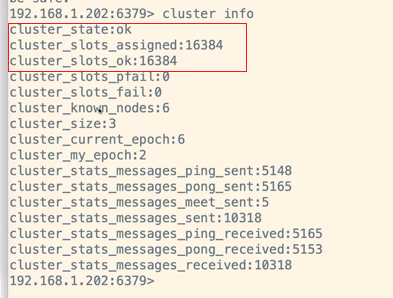 be safe.
192.168.1.202:6379> cluster info
cluster_state:ok
cluster_slots_assigned:16384
cluster_slots_ok:16384
cluster_slots_pfail:0
cluster_slots_fail:0
cluster_known_nodes:6
cluster_size:3
cluster_current_epoch:6
cluster_my_epoch:2
cluster_stats_messages_ping_sent:5148
cluster_stats_messages_pong_sent:5165
cluster_stats_messages_meet_sent:5
cluster_stats_messages_sent:10318
cluster_stats_messages_ping_received:5165
cluster_stats_messages_pong_received:5153
cluster_stats_messages_received:10318
192.168.1.202:6379>